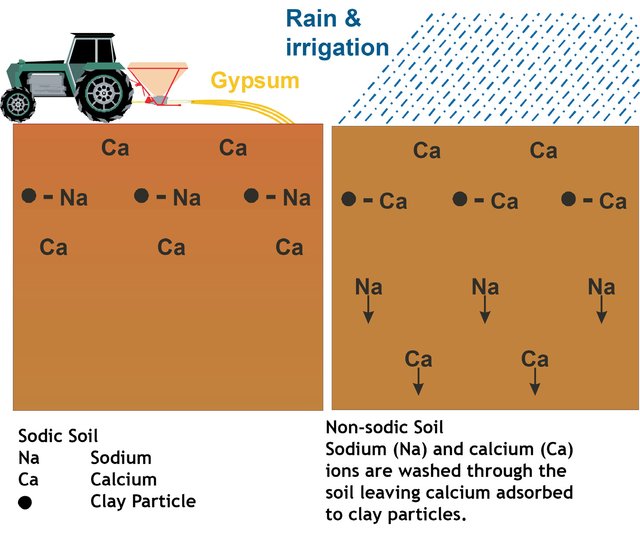 Rain &
irrigation
Gypsum
Ca Ca
- Na - Na - Na
Ca Ca Ca
Ca Ca
- Ca - Ca - Ca
Na Na Na
Ca Ca
Sodic Soil
Na Sodium
Ca Calcium
Clay Particle
Non-sodic Soil
Sodium (Na) and calcium (Ca)
ions are washed through the
soil leaving calcium adsorbed
to clay particles.